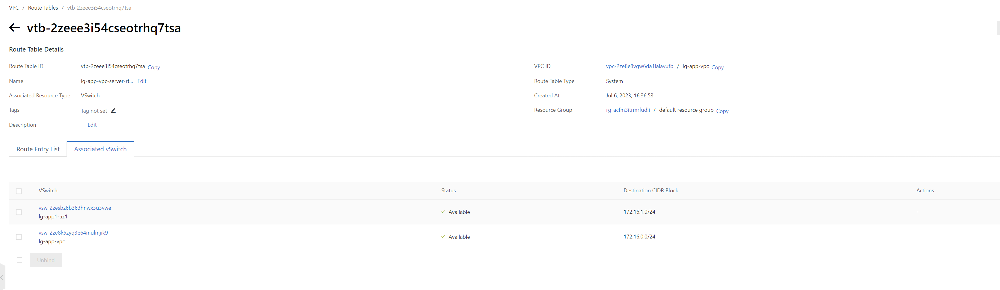 VPC / Route Tables / vtb-2zeee3i54cseotrhq7tsa
vtb-2zeee3i54cseotrhq7tsa
Route Table Details
Route Table ID vtb-2zeee3i54cseotrhq7tsa Copy VPC ID vpc-2ze8e8vgw6da1iaiayufb / lg-app-vpc Copy
Name lg-app-vpc-server-rt... Edit Route Table Type System
Associated Resource Type VSwitch Created At Jul 6, 2023, 16:36:53
Tags Tag not set Resource Group rg-acfm3itrmrfudli / default resource group Copy
Description - Edit
Route Entry List Associated vSwitch
VSwitch Status Destination CIDR Block Actions
vsw-2zesbz6b363hnwx3u3vwe
lg-app1-az1 Available 172.16.1.0/24 -
vsw-2ze8k5zyq3e64mulmjik9
lg-app-vpc Available 172.16.0.0/24 -
Unbind